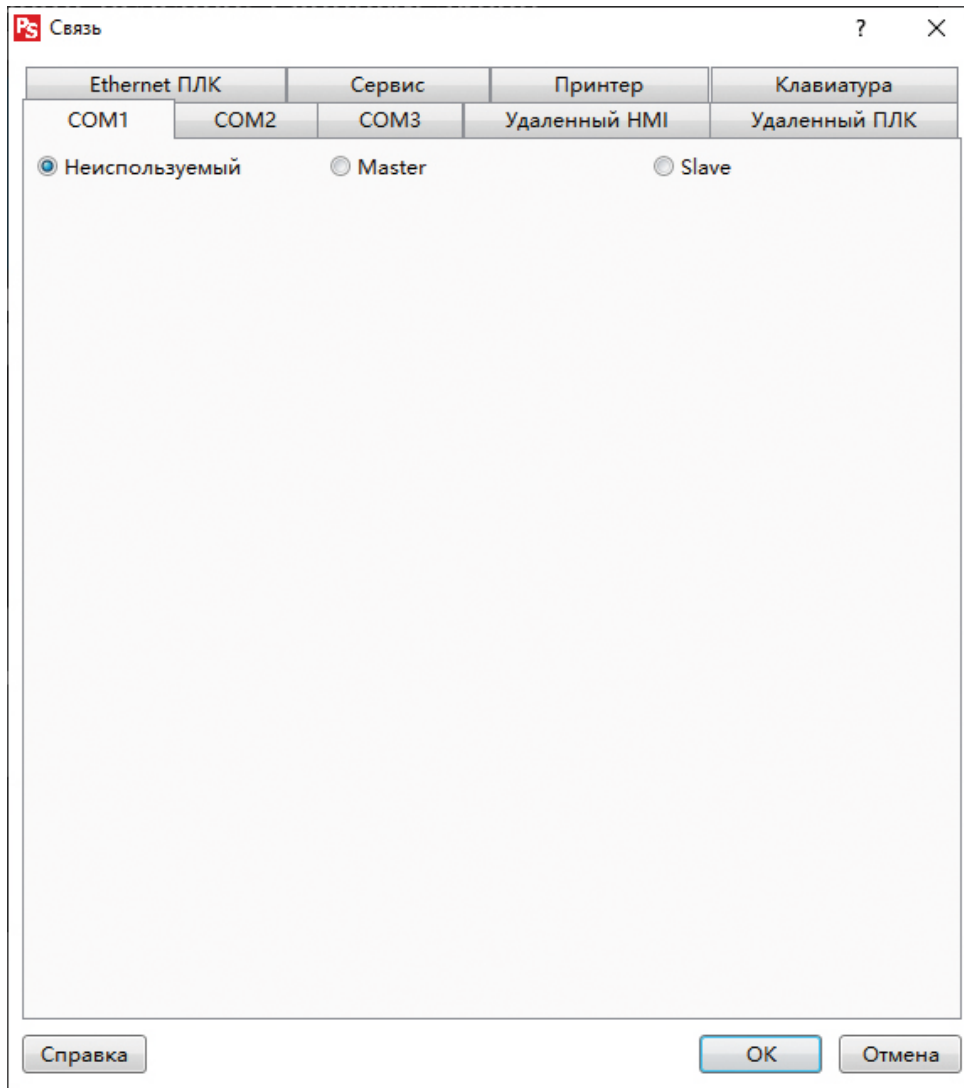 PS Связь ? ×
Ethernet ПЛК Сервис Принтер Клавиатура
COM1 COM2 COM3 Удаленный HMI Удаленный ПЛК
Неиспользуемый Master Slave
Справка OK Отмена